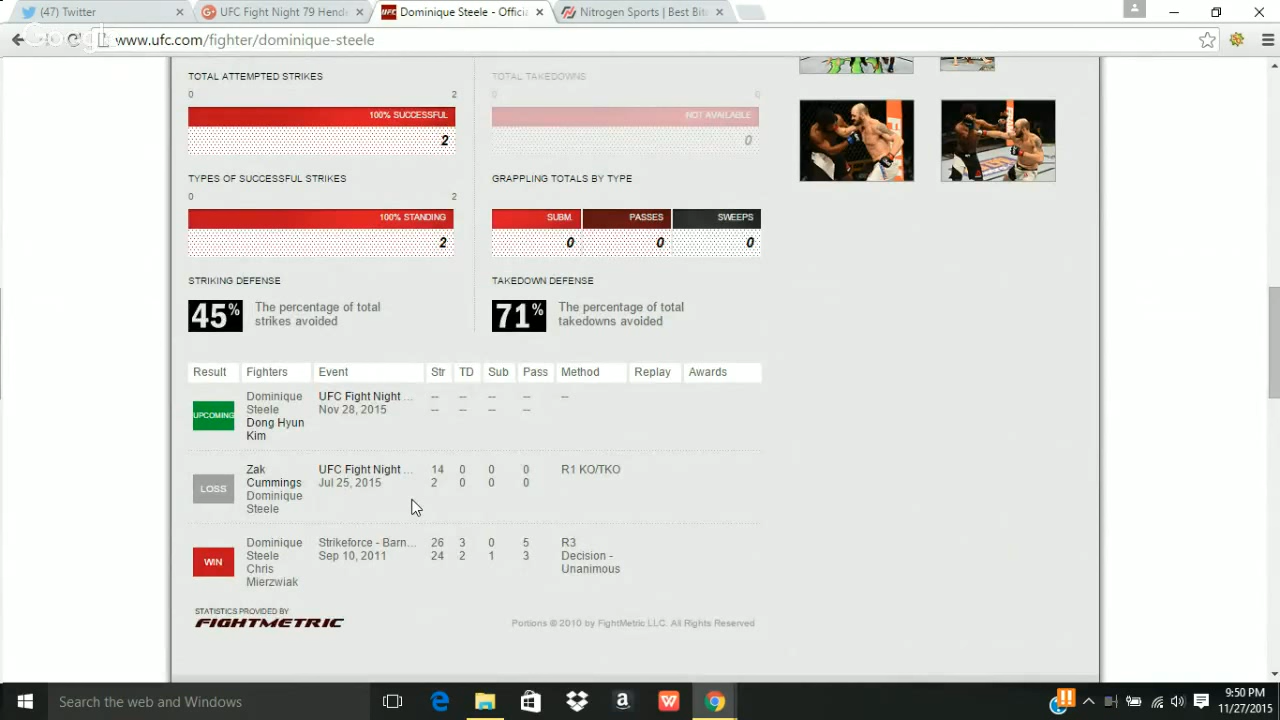 (47) Twitter
UFC Fight Night 79 Hende
Dominique Steele - Officia
Nitrogen Sports | Best Bit
Google
www.ufc.com/fighter/dominique-steele
TOTAL ATTEMPTED STRIKES
0 2
100% SUCCESSFUL
2
TOTAL TAKEDOWNS
0 0
NOT AVAILABLE
0
TYPES OF SUCCESSFUL STRIKES
0 2
100% STANDING
2
GRAPPLING TOTALS BY TYPE
SUBM. PASSES SWEEPS
0 0 0
STRIKING DEFENSE
45% The percentage of total
strikes avoided
TAKEDOWN DEFENSE
71% The percentage of total
takedowns avoided
Result Fighters Event Str TD Sub Pass Method Replay Awards
UPCOMING
Dominique
Steele
Dong Hyun
Kim
UFC Fight Night ...
Nov 28, 2015
-- -- -- -- --
-- -- -- --
LOSS
Zak
Cummings
Dominique
Steele
UFC Fight Night ...
Jul 25, 2015
14 0 0 0 R1 KO/TKO
2 0 0 0
WIN
Dominique
Steele
Chris
Mierzwiak
Strikeforce - Barn...
Sep 10, 2011
26 3 0 5 R3
24 2 1 3 Decision -
Unanimous
STATISTICS PROVIDED BY
FIGHTMETRIC
Portions © 2010 by FightMetric LLC. All Rights Reserved
Search the web and Windows
9:50 PM
11/27/2015